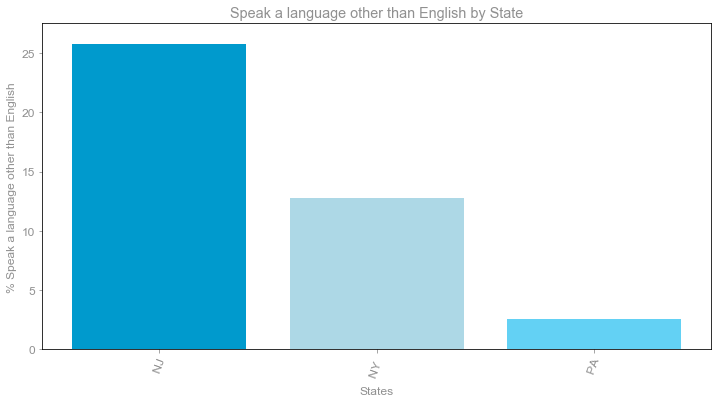 Speak a language other than English by State
% Speak a language other than English
25
20
15
10
5
0
NJ
NY
PA
States